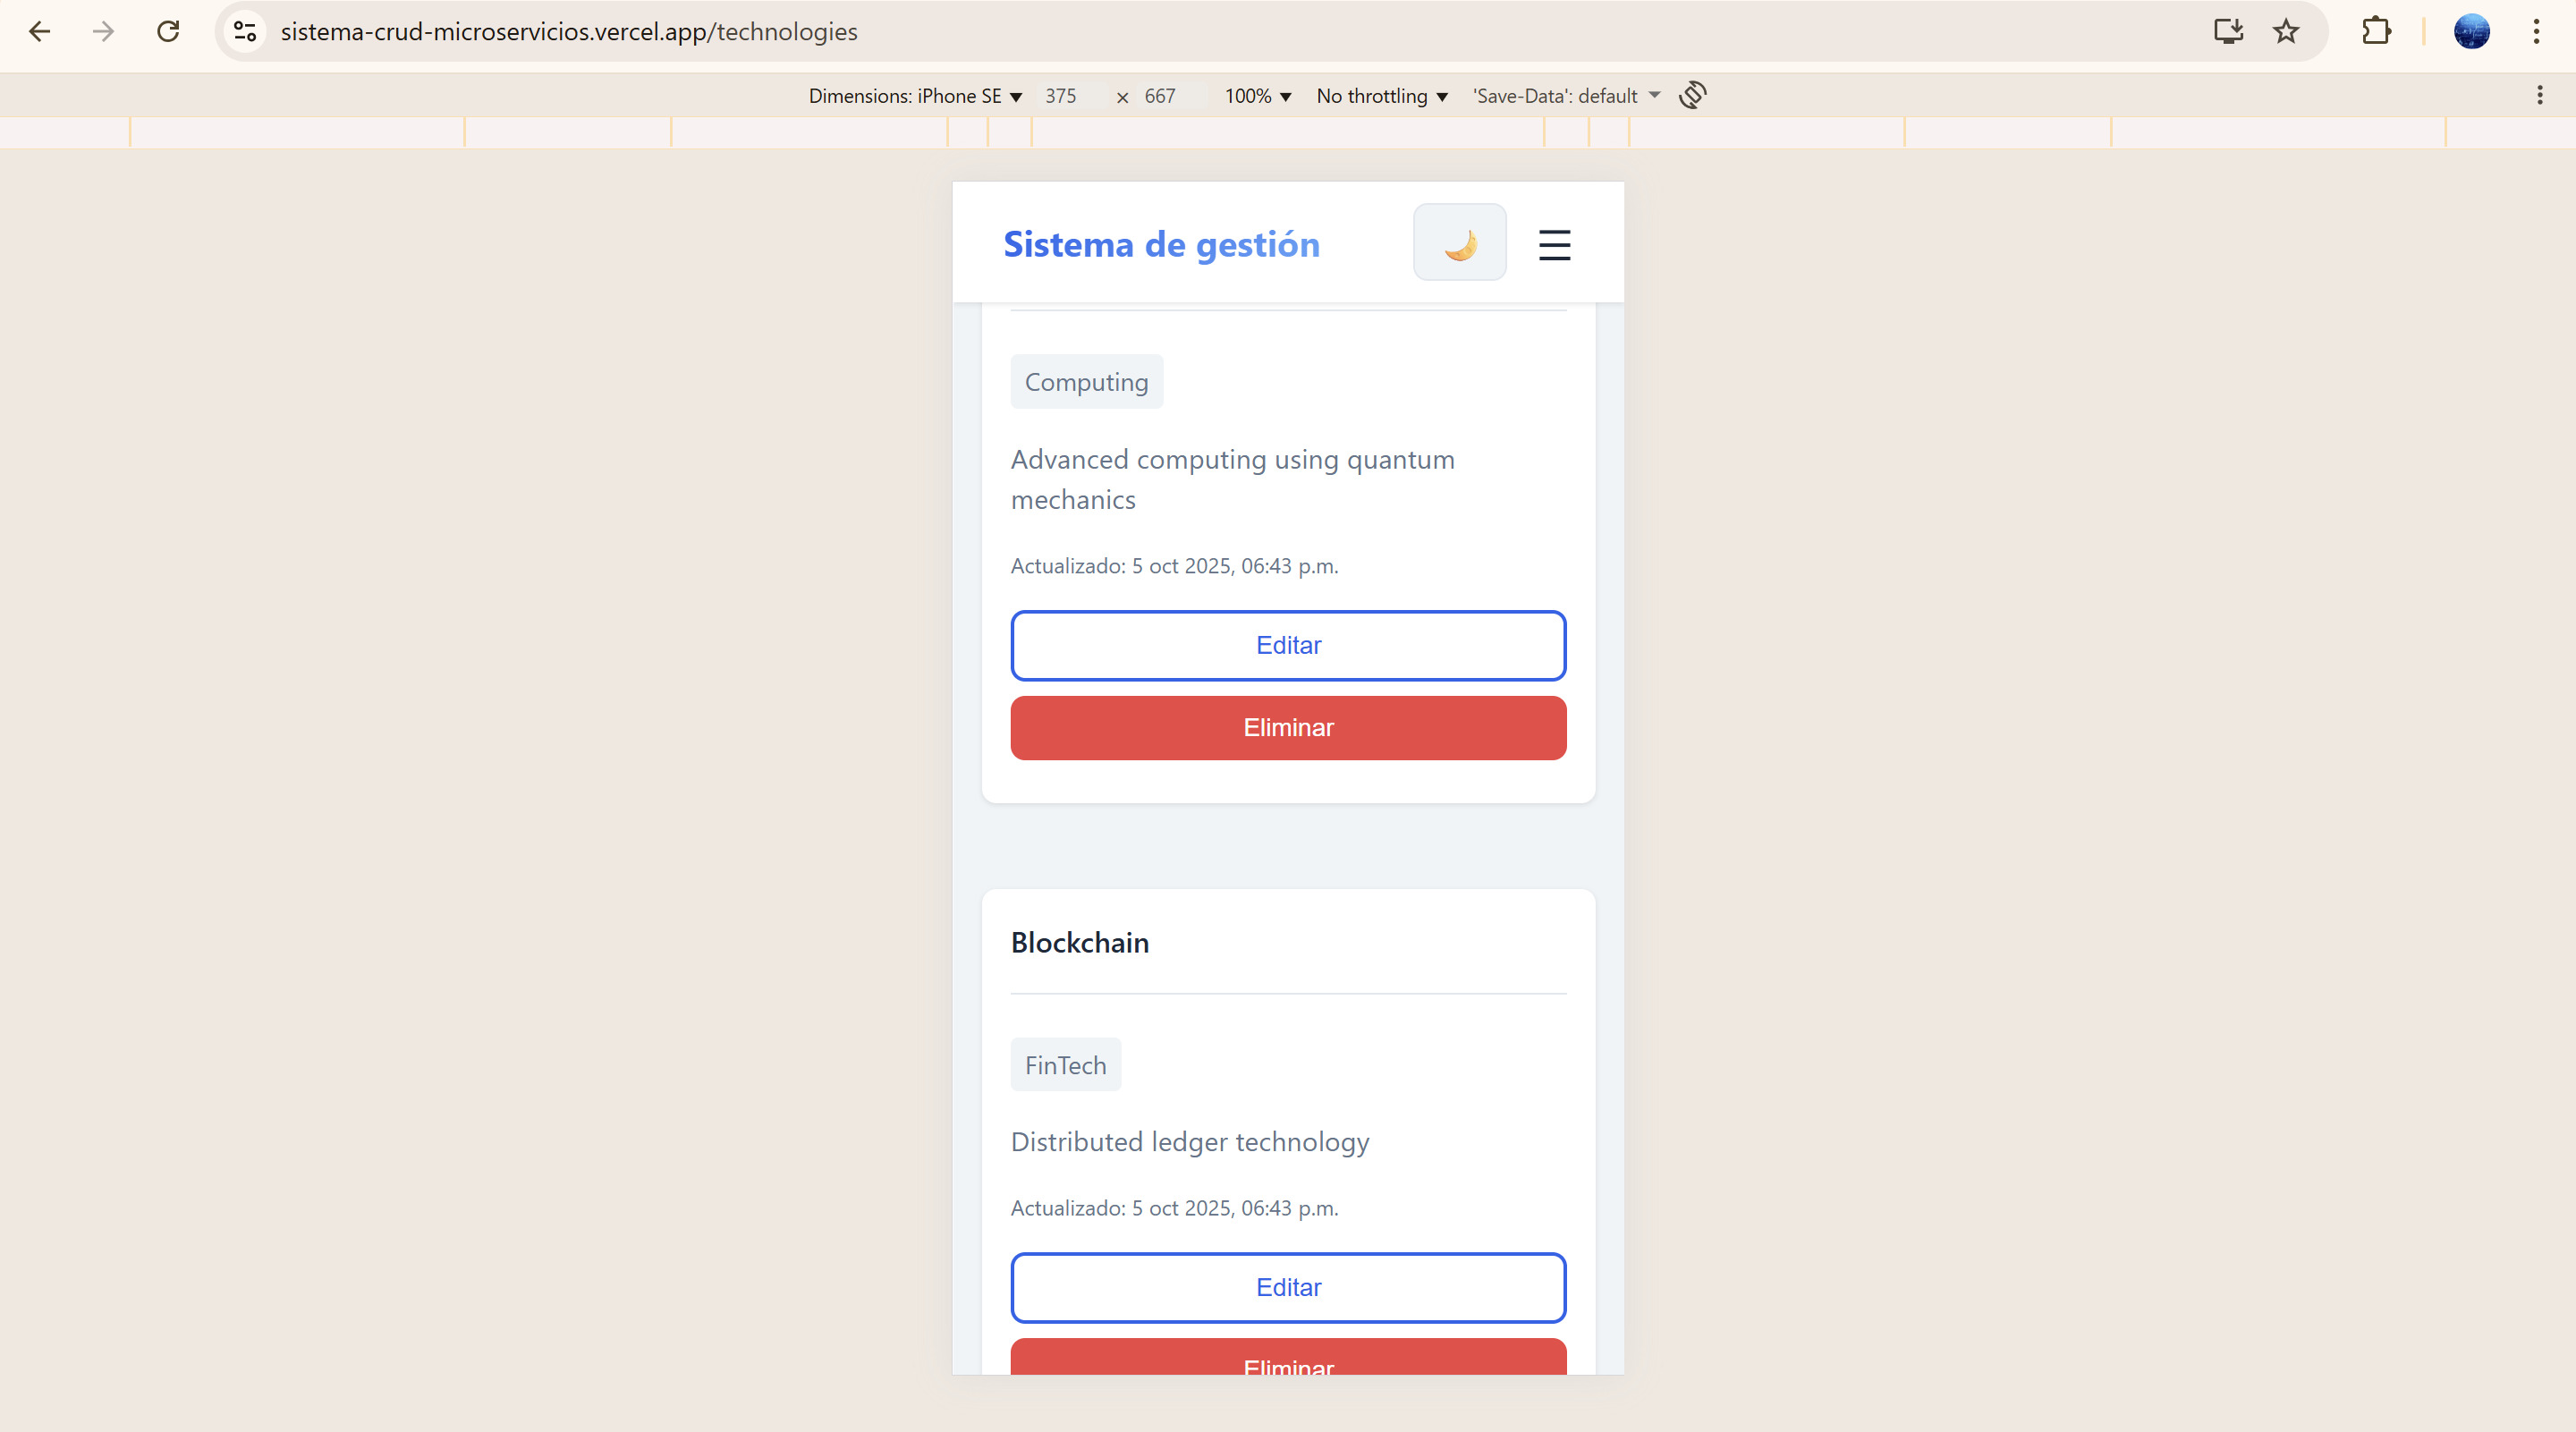 sistema-crud-microservicios.vercel.app/technologies
Dimensions: iPhone SE 375 × 667 100% No throttling 'Save-Data': default
Sistema de gestión
Computing
Advanced computing using quantum
mechanics
Actualizado: 5 oct 2025, 06:43 p.m.
Editar
Eliminar
Blockchain
FinTech
Distributed ledger technology
Actualizado: 5 oct 2025, 06:43 p.m.
Editar
Eliminar